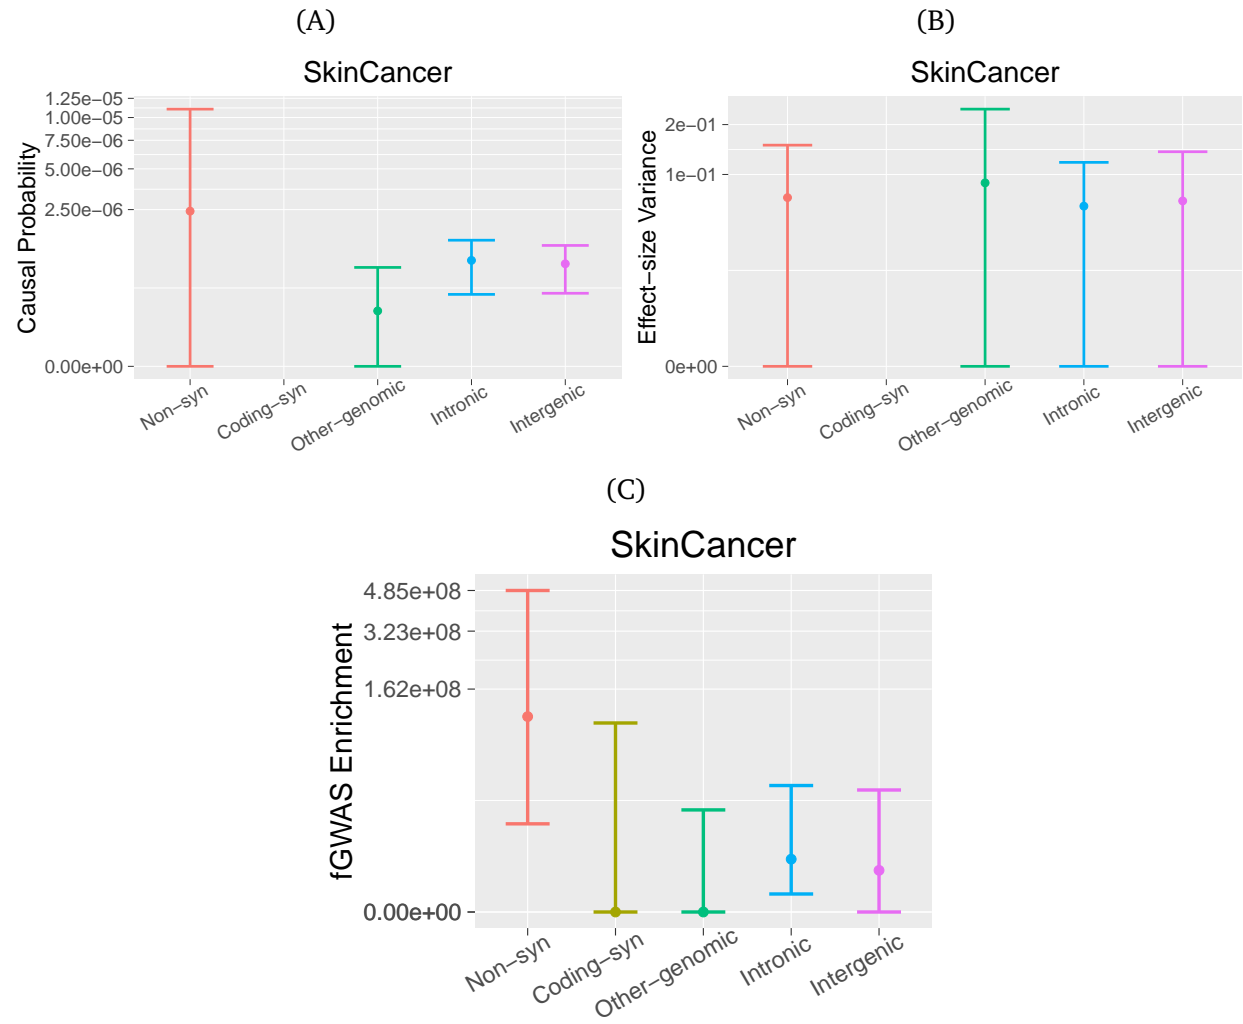 (A)
SkinCancer
Causal Probability
1.25e−05
1.00e−05
7.50e−06
5.00e−06
2.50e−06
0.00e+00
Non−syn
Coding−syn
Other−genomic
Intronic
Intergenic
(B)
SkinCancer
Effect−size Variance
2e−01
1e−01
0e+00
Non−syn
Coding−syn
Other−genomic
Intronic
Intergenic
(C)
SkinCancer
fGWAS Enrichment
4.85e+08
3.23e+08
1.62e+08
0.00e+00
Non−syn
Coding−syn
Other−genomic
Intronic
Intergenic